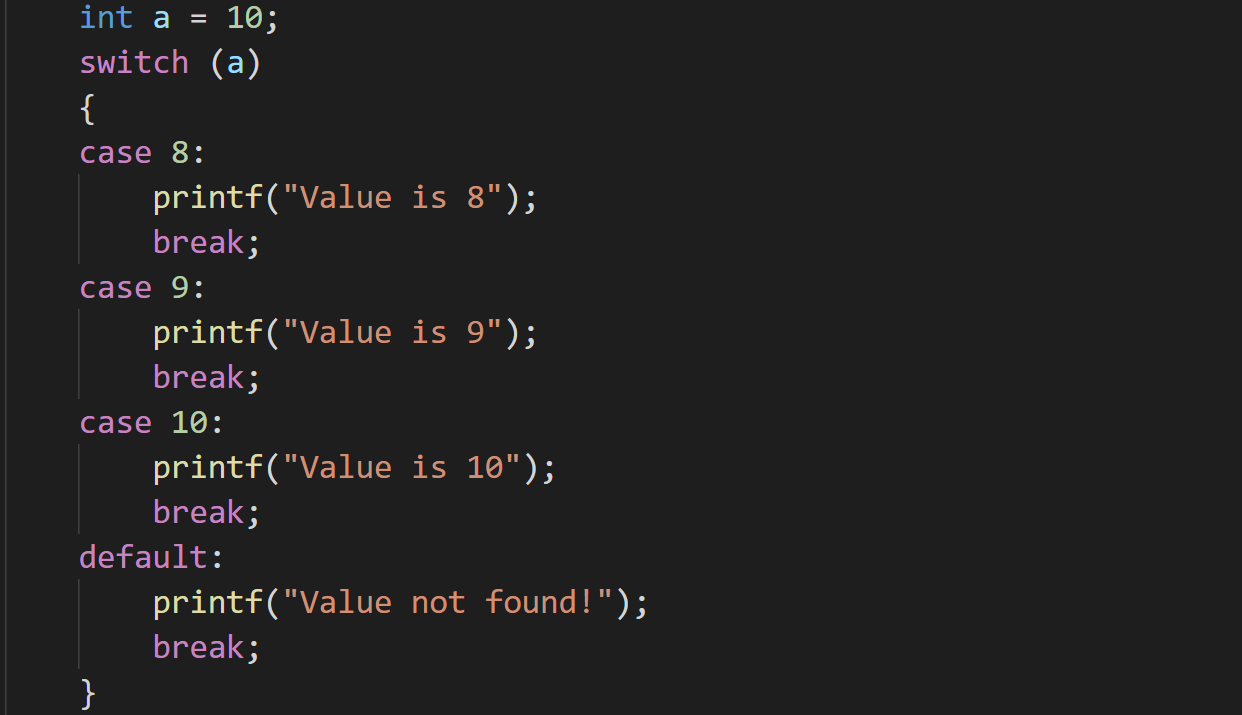 int a = 10;
switch (a)
{
case 8:
    printf("Value is 8");
    break;
case 9:
    printf("Value is 9");
    break;
case 10:
    printf("Value is 10");
    break;
default:
    printf("Value not found!");
    break;
}